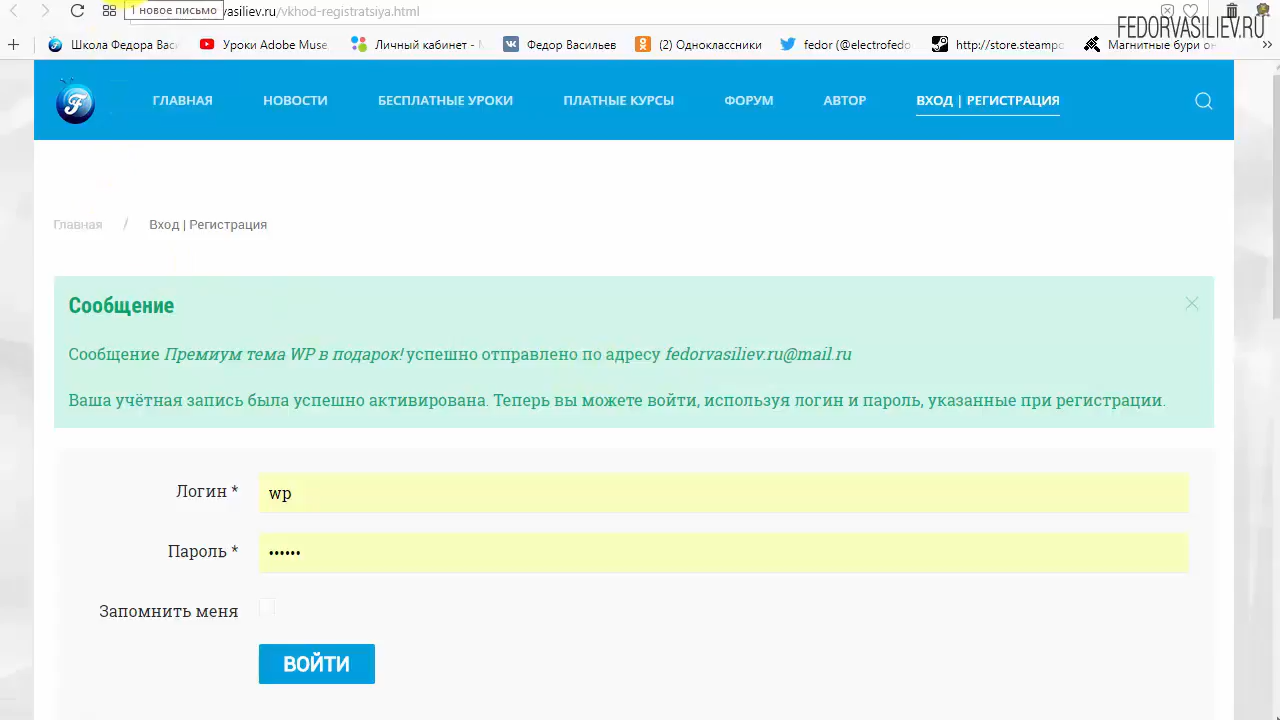 1 новое письмо
vasiliev.ru/vkhod-registratsiya.html
FEDORVASILIEV.RU
Школа Федора Вас
Уроки Adobe Muse
Личный кабинет -
Федор Васильев
(2) Одноклассники
fedor (@electrofedo
http://store.steampo
Магнитные бури он
ГЛАВНАЯ
НОВОСТИ
БЕСПЛАТНЫЕ УРОКИ
ПЛАТНЫЕ КУРСЫ
ФОРУМ
АВТОР
ВХОД | РЕГИСТРАЦИЯ
Главная / Вход | Регистрация
Сообщение
Сообщение Премиум тема WP в подарок! успешно отправлено по адресу fedorvasiliev.ru@mail.ru
Ваша учётная запись была успешно активирована. Теперь вы можете войти, используя логин и пароль, указанные при регистрации.
Логин *
wp
Пароль *
••••••
Запомнить меня
ВОЙТИ